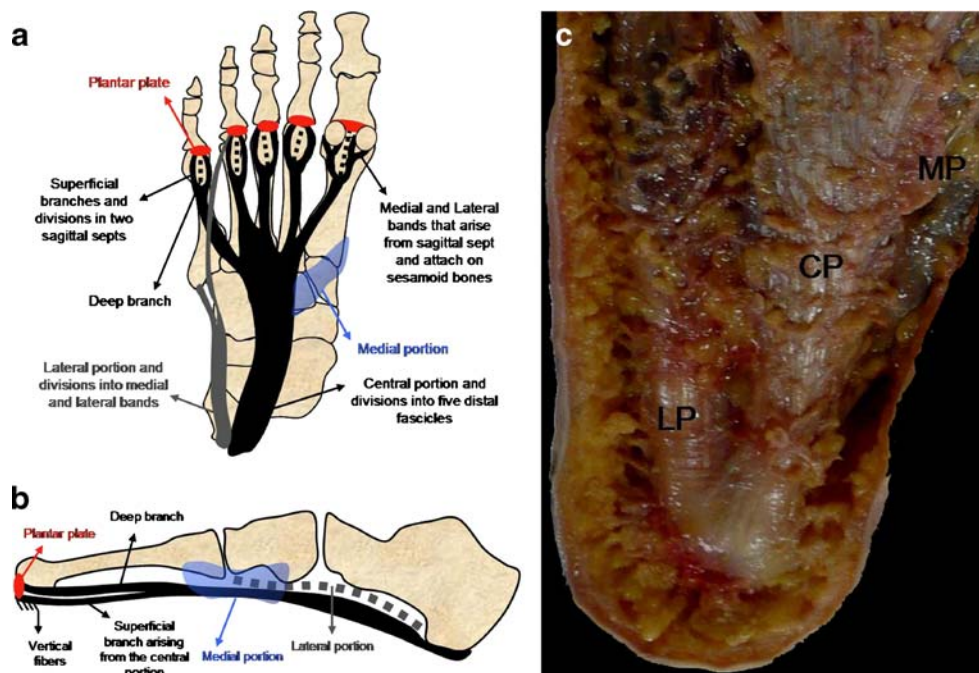 a
Plantar plate
Superficial
branches and
divisions in two
sagittal septs
Deep branch
Lateral portion and
divisions into medial
and lateral bands
Medial and Lateral
bands that arise
from sagittal sept
and attach on
sesamoid bones
Medial portion
Central portion and
divisions into five distal
fascicles
b
Plantar plate
Deep branch
Vertical
fibers
Superficial
branch arising
from the central
portion
Medial portion
Lateral portion
c
MP
CP
LP